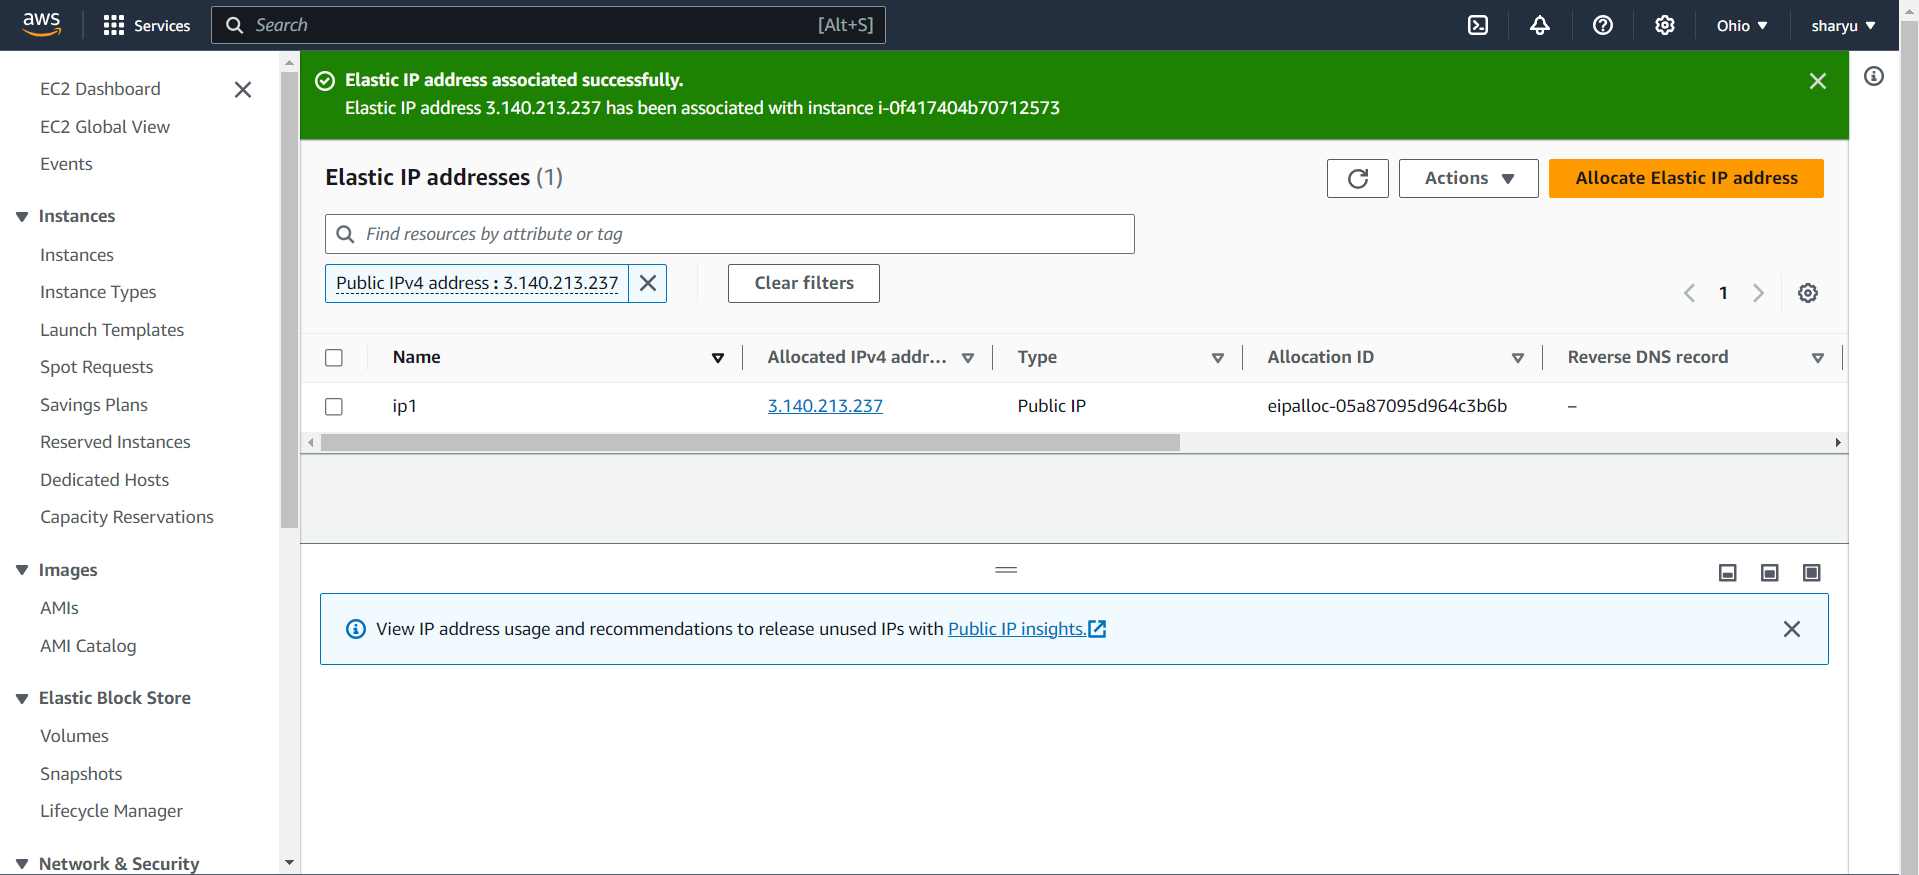 aws
Services
Search
[Alt+S]
Ohio
sharyu
EC2 Dashboard
EC2 Global View
Events
Instances
Instances
Instance Types
Launch Templates
Spot Requests
Savings Plans
Reserved Instances
Dedicated Hosts
Capacity Reservations
Images
AMIs
AMI Catalog
Elastic Block Store
Volumes
Snapshots
Lifecycle Manager
Network & Security
Elastic IP address associated successfully.
Elastic IP address 3.140.213.237 has been associated with instance i-0f417404b70712573
Elastic IP addresses (1)
Actions
Allocate Elastic IP address
Find resources by attribute or tag
Public IPv4 address : 3.140.213.237
Clear filters
1
Name Allocated IPv4 addr... Type Allocation ID Reverse DNS record
ip1 3.140.213.237 Public IP eipalloc-05a87095d964c3b6b –
View IP address usage and recommendations to release unused IPs with Public IP insights.